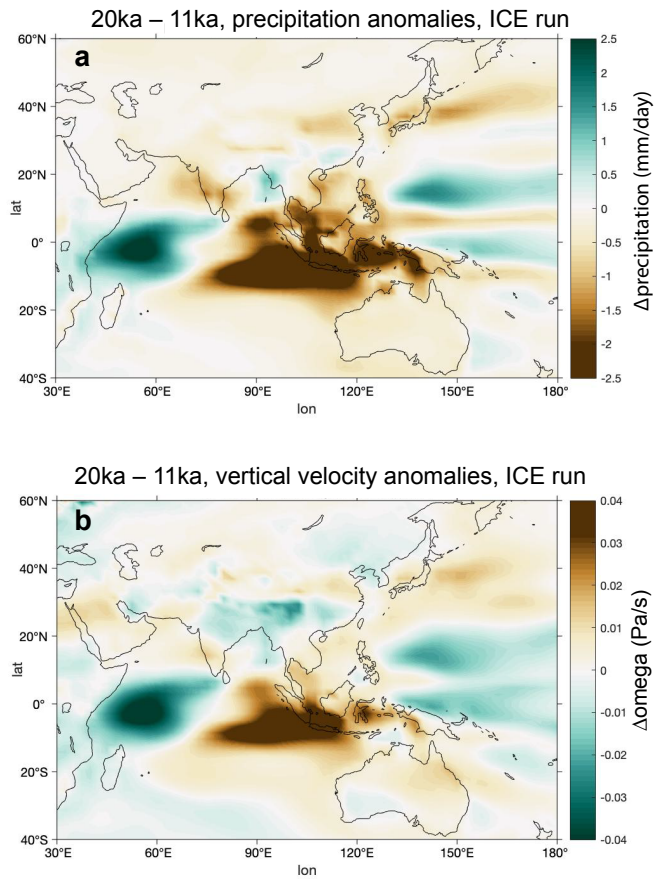 20ka – 11ka, precipitation anomalies, ICE run
a
60°N
40°N
20°N
0°
20°S
40°S
lat
30°E 60°E 90°E 120°E 150°E 180°
lon
2.5
2
1.5
1
0.5
0
-0.5
-1
-1.5
-2
-2.5
Δprecipitation (mm/day)
20ka – 11ka, vertical velocity anomalies, ICE run
b
60°N
40°N
20°N
0°
20°S
40°S
lat
30°E 60°E 90°E 120°E 150°E 180°
lon
0.04
0.03
0.02
0.01
0
-0.01
-0.02
-0.03
-0.04
Δomega (Pa/s)